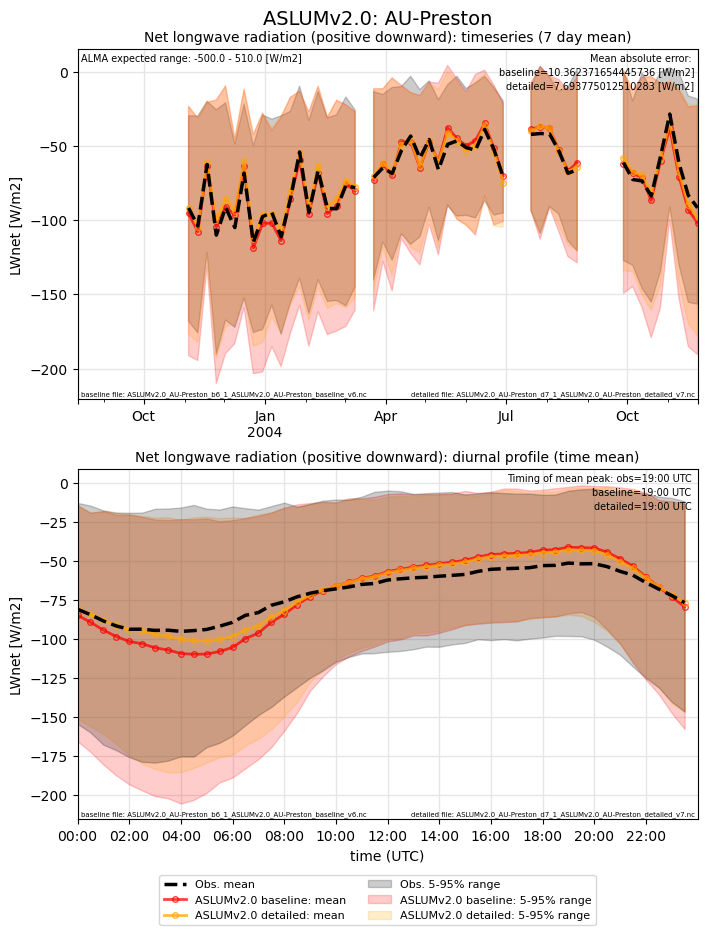 ASLUMv2.0: AU-Preston
Net longwave radiation (positive downward): timeseries (7 day mean)
ALMA expected range: -500.0 - 510.0 [W/m2]
Mean absolute error:
baseline=10.362371654445736 [W/m2]
detailed=7.693775012510283 [W/m2]
0
−50
−100
−150
−200
LWnet [W/m2]
baseline file: ASLUMv2.0_AU-Preston_b6_1_ASLUMv2.0_AU-Preston_baseline_v6.nc
detailed file: ASLUMv2.0_AU-Preston_d7_1_ASLUMv2.0_AU-Preston_detailed_v7.nc
Oct Jan Apr Jul Oct
2004
Net longwave radiation (positive downward): diurnal profile (time mean)
Timing of mean peak: obs=19:00 UTC
baseline=19:00 UTC
detailed=19:00 UTC
0
−25
−50
−75
−100
−125
−150
−175
−200
LWnet [W/m2]
baseline file: ASLUMv2.0_AU-Preston_b6_1_ASLUMv2.0_AU-Preston_baseline_v6.nc
detailed file: ASLUMv2.0_AU-Preston_d7_1_ASLUMv2.0_AU-Preston_detailed_v7.nc
00:00 02:00 04:00 06:00 08:00 10:00 12:00 14:00 16:00 18:00 20:00 22:00
time (UTC)
Obs. mean
ASLUMv2.0 baseline: mean
ASLUMv2.0 detailed: mean
Obs. 5-95% range
ASLUMv2.0 baseline: 5-95% range
ASLUMv2.0 detailed: 5-95% range